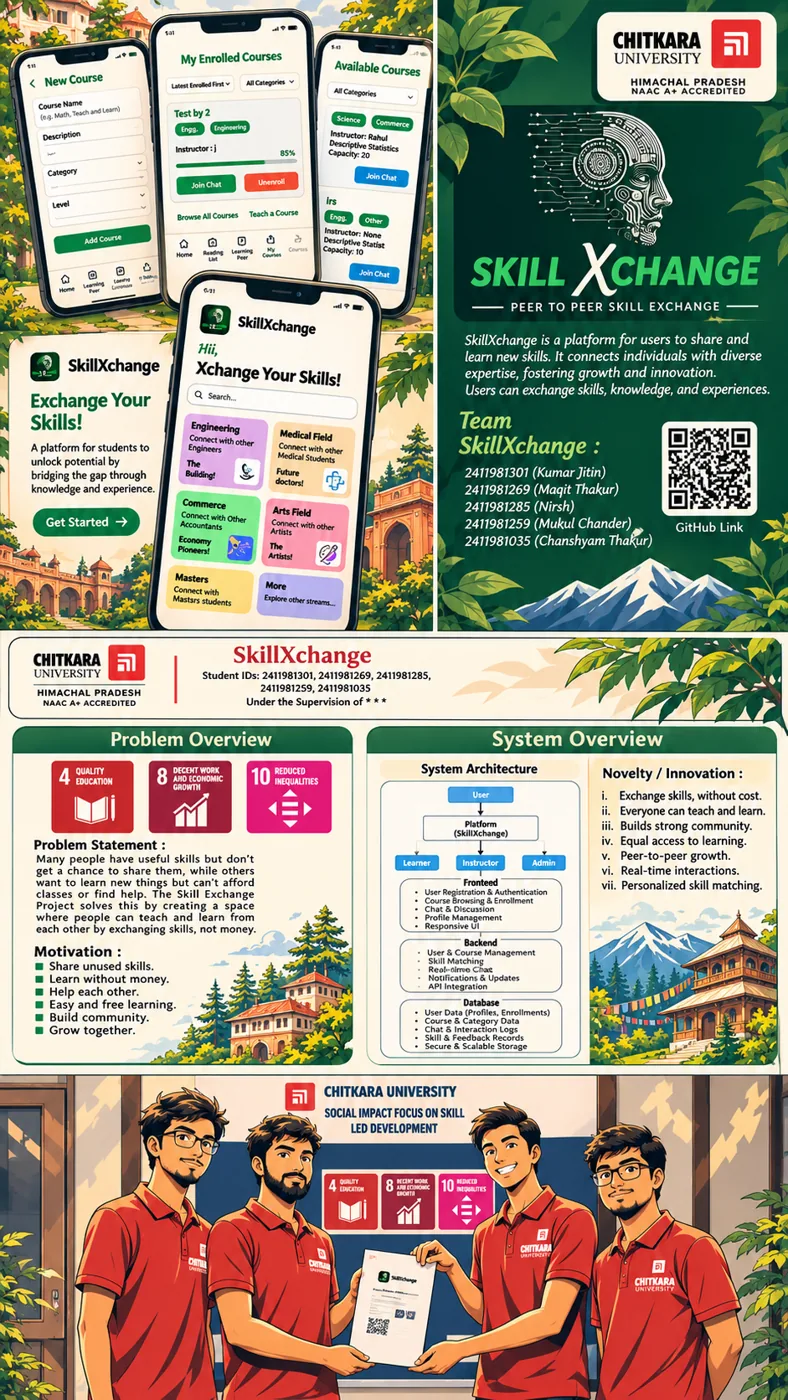 9:41
New Course
Course Name
(e.g. Math, Teach and Learn)
Description
Category
Level
Add Course
Home
Learning
Peer
My Enrolled Courses
Latest Enrolled First
All Categories
Test by 2
Engg.
Engineering
Instructor : j
85%
Join Chat
Unenroll
Browse All Courses
Teach a Course
Home
Reading
List
Learning
Peer
My
Courses
Courses
Available Courses
All Categories
Science
Commerce
Instructor: Rahul
Descriptive Statistics
Capacity: 20
Join Chat
Irs
Engg.
Other
Instructor: None
Descriptive Statist
Capacity: 10
Join Chat
SkillXchange
Exchange Your
Skills!
A platform for students to
unlock potential by
bridging the gap through
knowledge and experience.
Get Started →
SkillXchange
Hii,
Xchange Your Skills!
Search...
Engineering
Connect with other
Engineers
The
Building!
Medical Field
Connect with other
Medical Students
Future
doctors!
Commerce
Connect with Other
Accountants
Economy
Pioneers!
Arts Field
Connect with other
Artists
The
Artists!
Masters
Connect with
Mastsrs students
More
Explore other streams...
CHITKARA
UNIVERSITY
HIMACHAL PRADESH
NAAC A+ ACCREDITED
SKILL XCHANGE
PEER TO PEER SKILL EXCHANGE
SkillXchange is a platform for users to share and
learn new skills. It connects individuals with diverse
expertise, fostering growth and innovation.
Users can exchange skills, knowledge, and experiences.
Team
SkillXchange :
2411981301 (Kumar Jitin)
2411981269 (Maqit Thakur)
2411981285 (Nirsh)
2411981259 (Mukul Chander)
2411981035 (Chanshyam Thakur)
GitHub Link
CHITKARA
UNIVERSITY
HIMACHAL PRADESH
NAAC A+ ACCREDITED
SkillXchange
Student IDs: 2411981301, 2411981269, 2411981285,
2411981259, 2411981035
Under the Supervision of * * *
Problem Overview
4 QUALITY
EDUCATION
8 DECENT WORK
AND ECONOMIC
GROWTH
10 REDUCED
INEQUALITIES
Problem Statement :
Many people have useful skills but don't
get a chance to share them, while others
want to learn new things but can't afford
classes or find help. The Skill Exchange
Project solves this by creating a space
where people can teach and learn from
each other by exchanging skills, not money.
Motivation :
Share unused skills.
Learn without money.
Help each other.
Easy and free learning.
Build community.
Grow together.
System Overview
System Architecture
User
Platform
(SkillXchange)
Learner
Instructor
Admin
Fronteed
• User Registration & Authentication
• Course Browsing & Enrollment
• Chat & Discussion
• Profile Management
• Responsive UI
Backend
• User & Course Management
• Skill Matching
• Real-time Chat
• Notifications & Updates
• API Integration
Database
• User Data (Profiles, Enrollments)
• Course & Category Data
• Chat & Interaction Logs
• Skill & Feedback Records
• Secure & Scalable Storage
Novelty / Innovation :
i. Exchange skills, without cost.
ii. Everyone can teach and learn.
iii. Builds strong community.
iv. Equal access to learning.
v. Peer-to-peer growth.
vi. Real-time interactions.
vii. Personalized skill matching.
CHITKARA UNIVERSITY
SOCIAL IMPACT FOCUS ON SKILL
LED DEVELOPMENT
4 QUALITY
EDUCATION
8 DECENT WORK
AND ECONOMIC
GROWTH
10 REDUCED
INEQUALITIES
CHITKARA
UNIVERSITY
CHITKARA
UNIVERSITY
SkillXchange
CHITKARA
UNIVERSITY
CHITKARA
UNIVERSITY